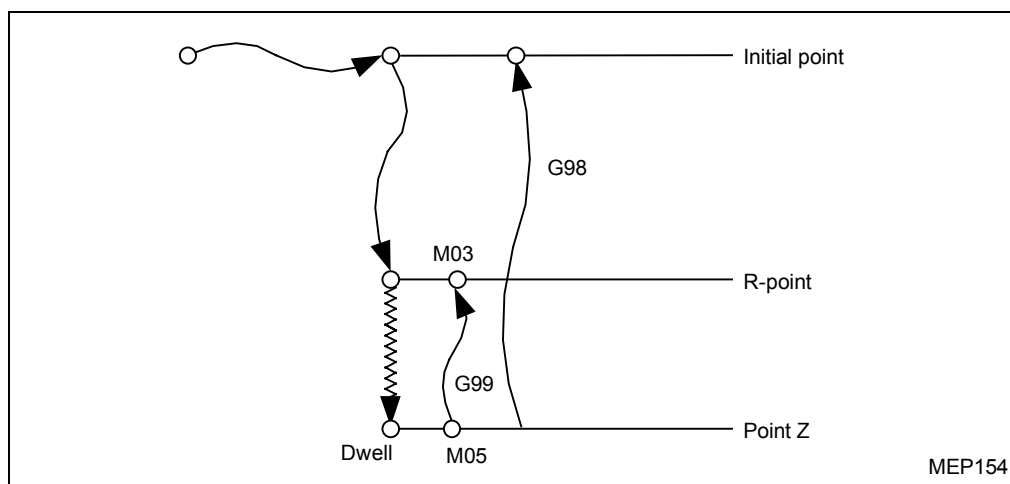 Initial point
G98
M03
R-point
G99
Point Z
Dwell
M05
MEP154